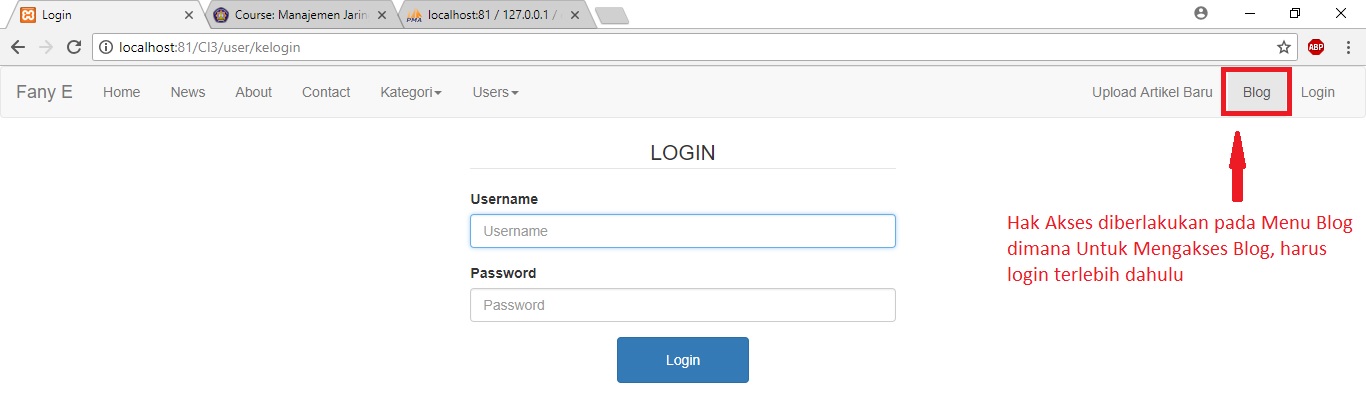 Login
Course: Manajemen Jarin
localhost:81 / 127.0.0.1 /
localhost:81/CI3/user/kelogin
ABP
Fany E Home News About Contact Kategori Users Upload Artikel Baru Blog Login
LOGIN
Username
Username
Password
Password
Login
Hak Akses diberlakukan pada Menu Blog
dimana Untuk Mengakses Blog, harus
login terlebih dahulu